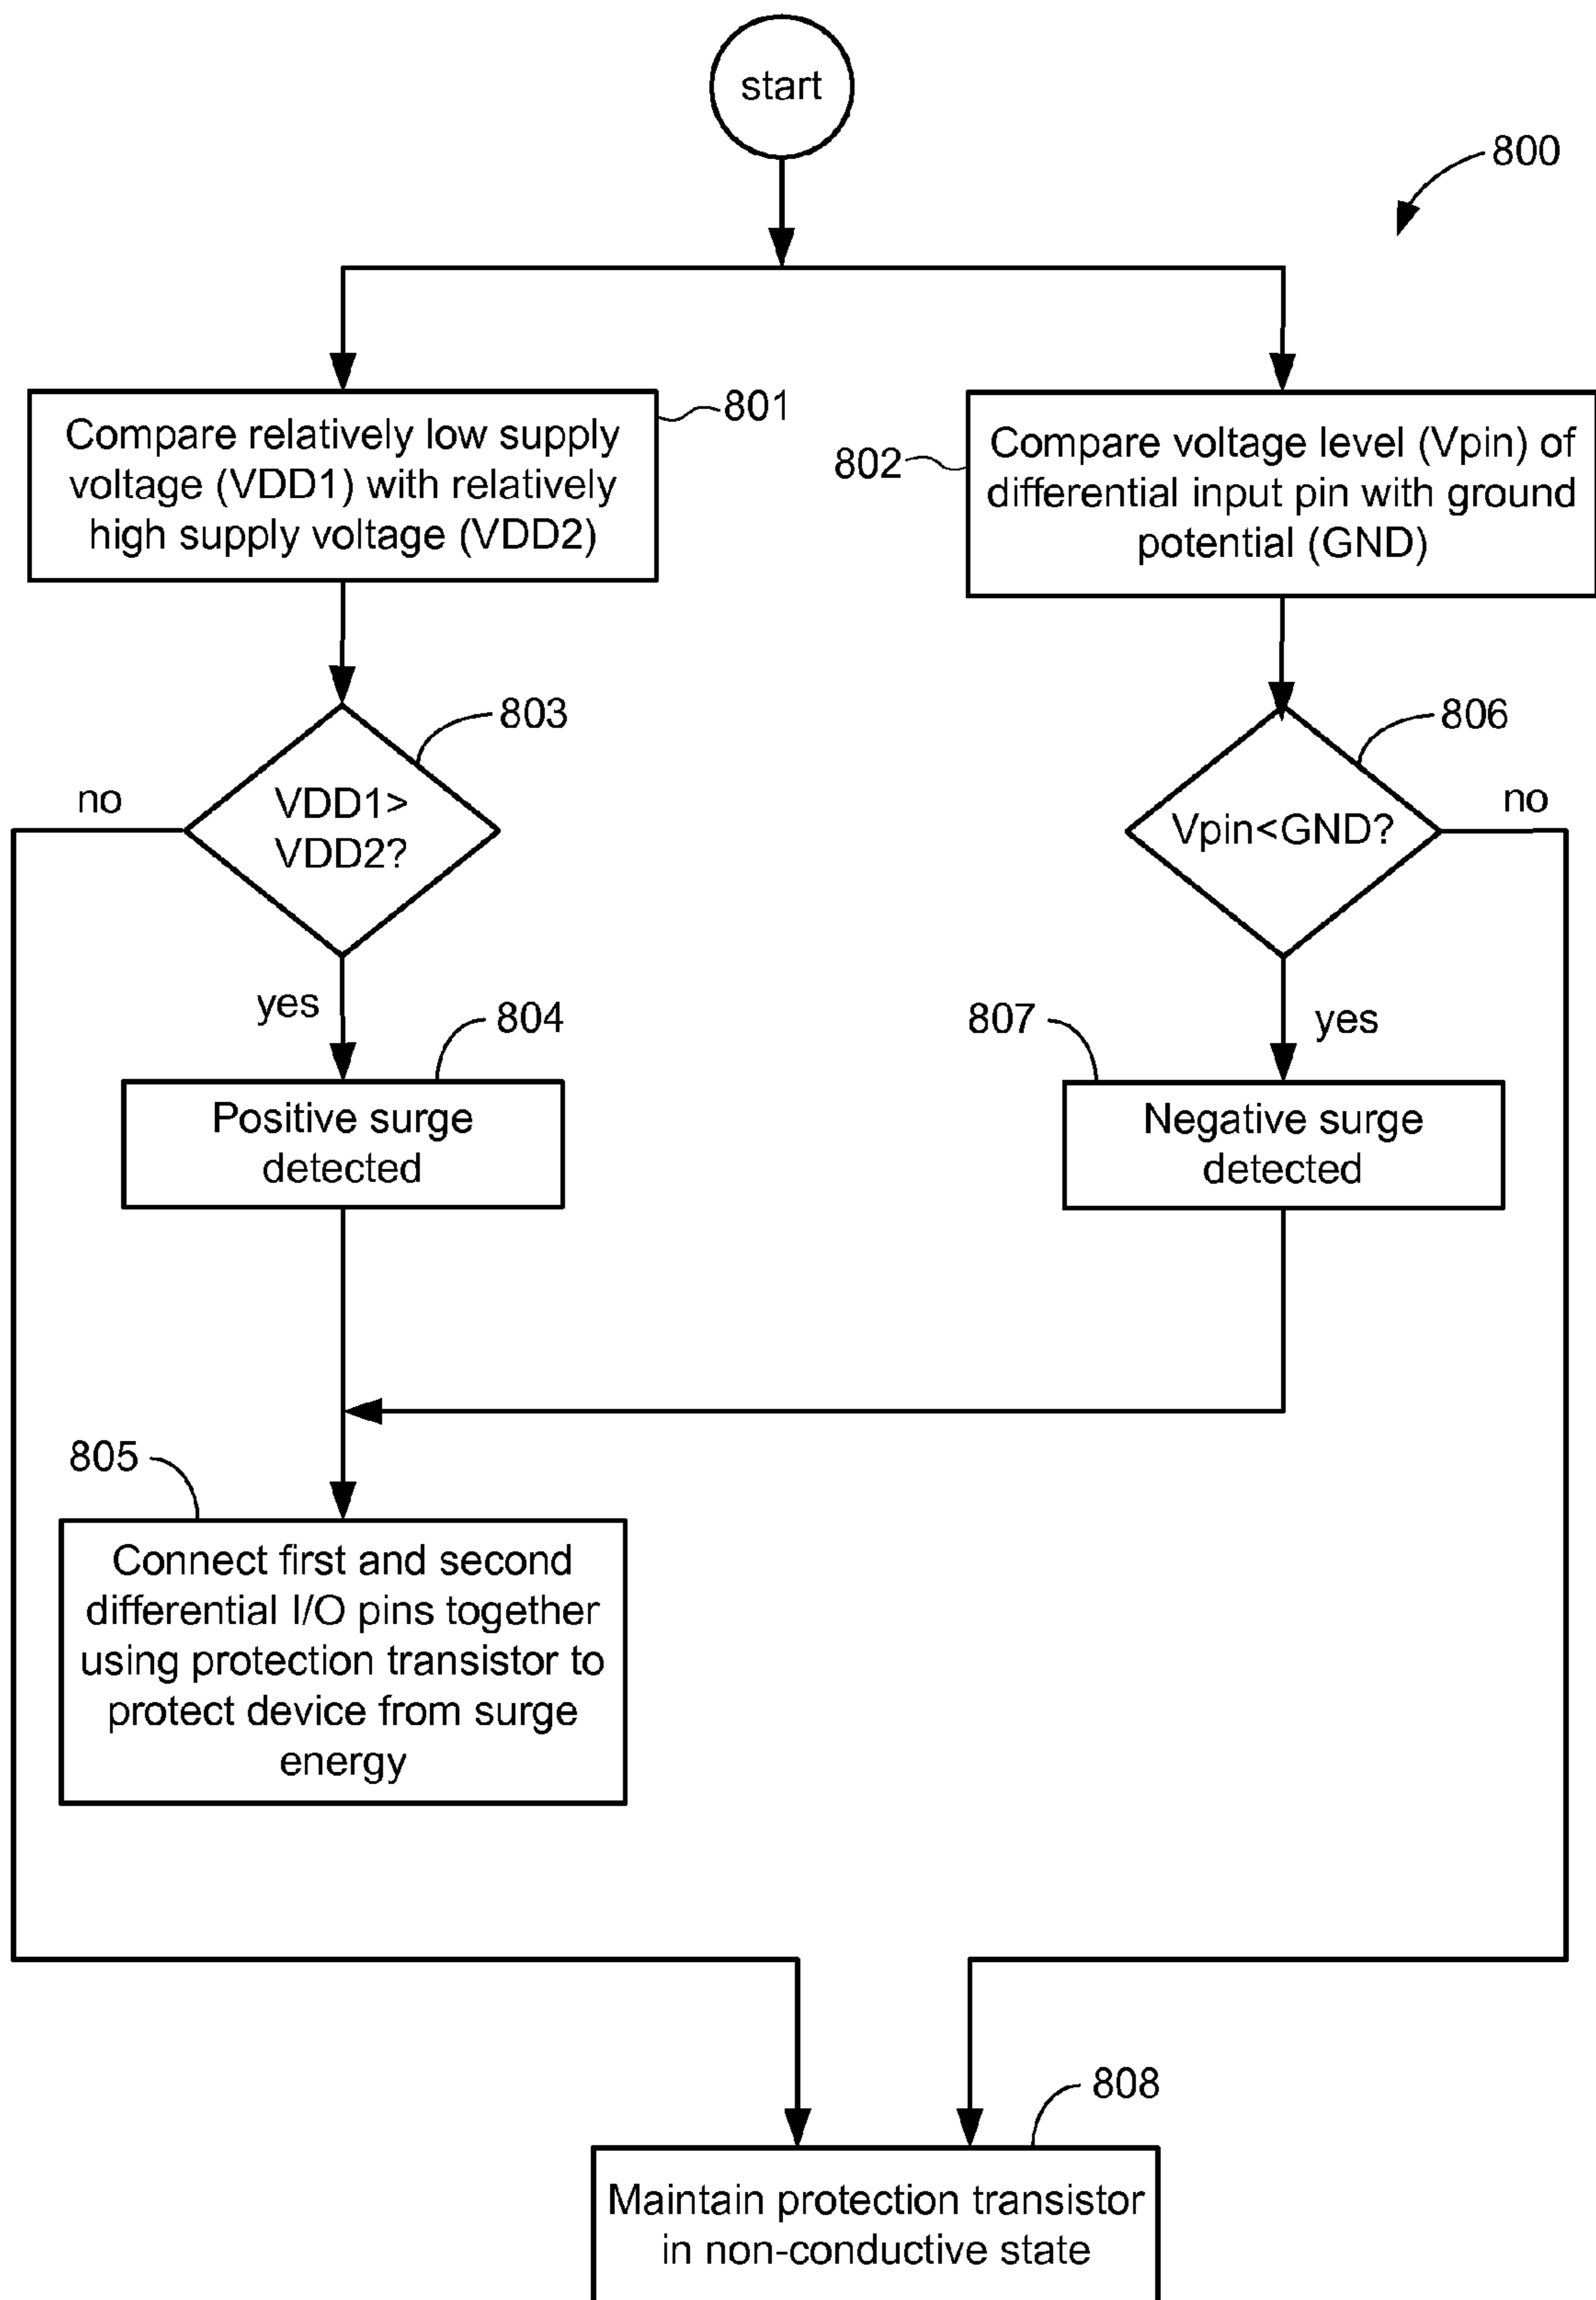 start
800
Compare relatively low supply
voltage (VDD1) with relatively
high supply voltage (VDD2)
801
802
Compare voltage level (Vpin) of
differential input pin with ground
potential (GND)
803
no
VDD1>
VDD2?
806
no
Vpin<GND?
yes
804
Positive surge
detected
807
yes
Negative surge
detected
805
Connect first and second
differential I/O pins together
using protection transistor to
protect device from surge
energy
808
Maintain protection transistor
in non-conductive state